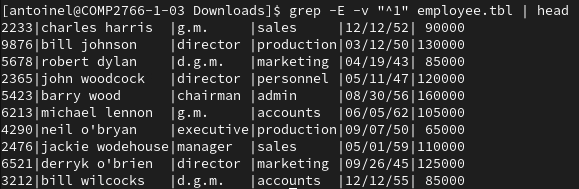 [antoinel@COMP2766-1-03 Downloads]$ grep -E -v "^1" employee.tbl | head
2233|charles harris  |g.m.     |sales     |12/12/52| 90000
9876|bill johnson    |director |production|03/12/50|130000
5678|robert dylan    |d.g.m.   |marketing |04/19/43| 85000
2365|john woodcock   |director |personnel |05/11/47|120000
5423|barry wood      |chairman |admin     |08/30/56|160000
6213|michael lennon  |g.m.     |accounts  |06/05/62|105000
4290|neil o'bryan    |executive|production|09/07/50| 65000
2476|jackie wodehouse|manager  |sales     |05/01/59|110000
6521|derryk o'brien  |director |marketing |09/26/45|125000
3212|bill wilcocks   |d.g.m.   |accounts  |12/12/55| 85000